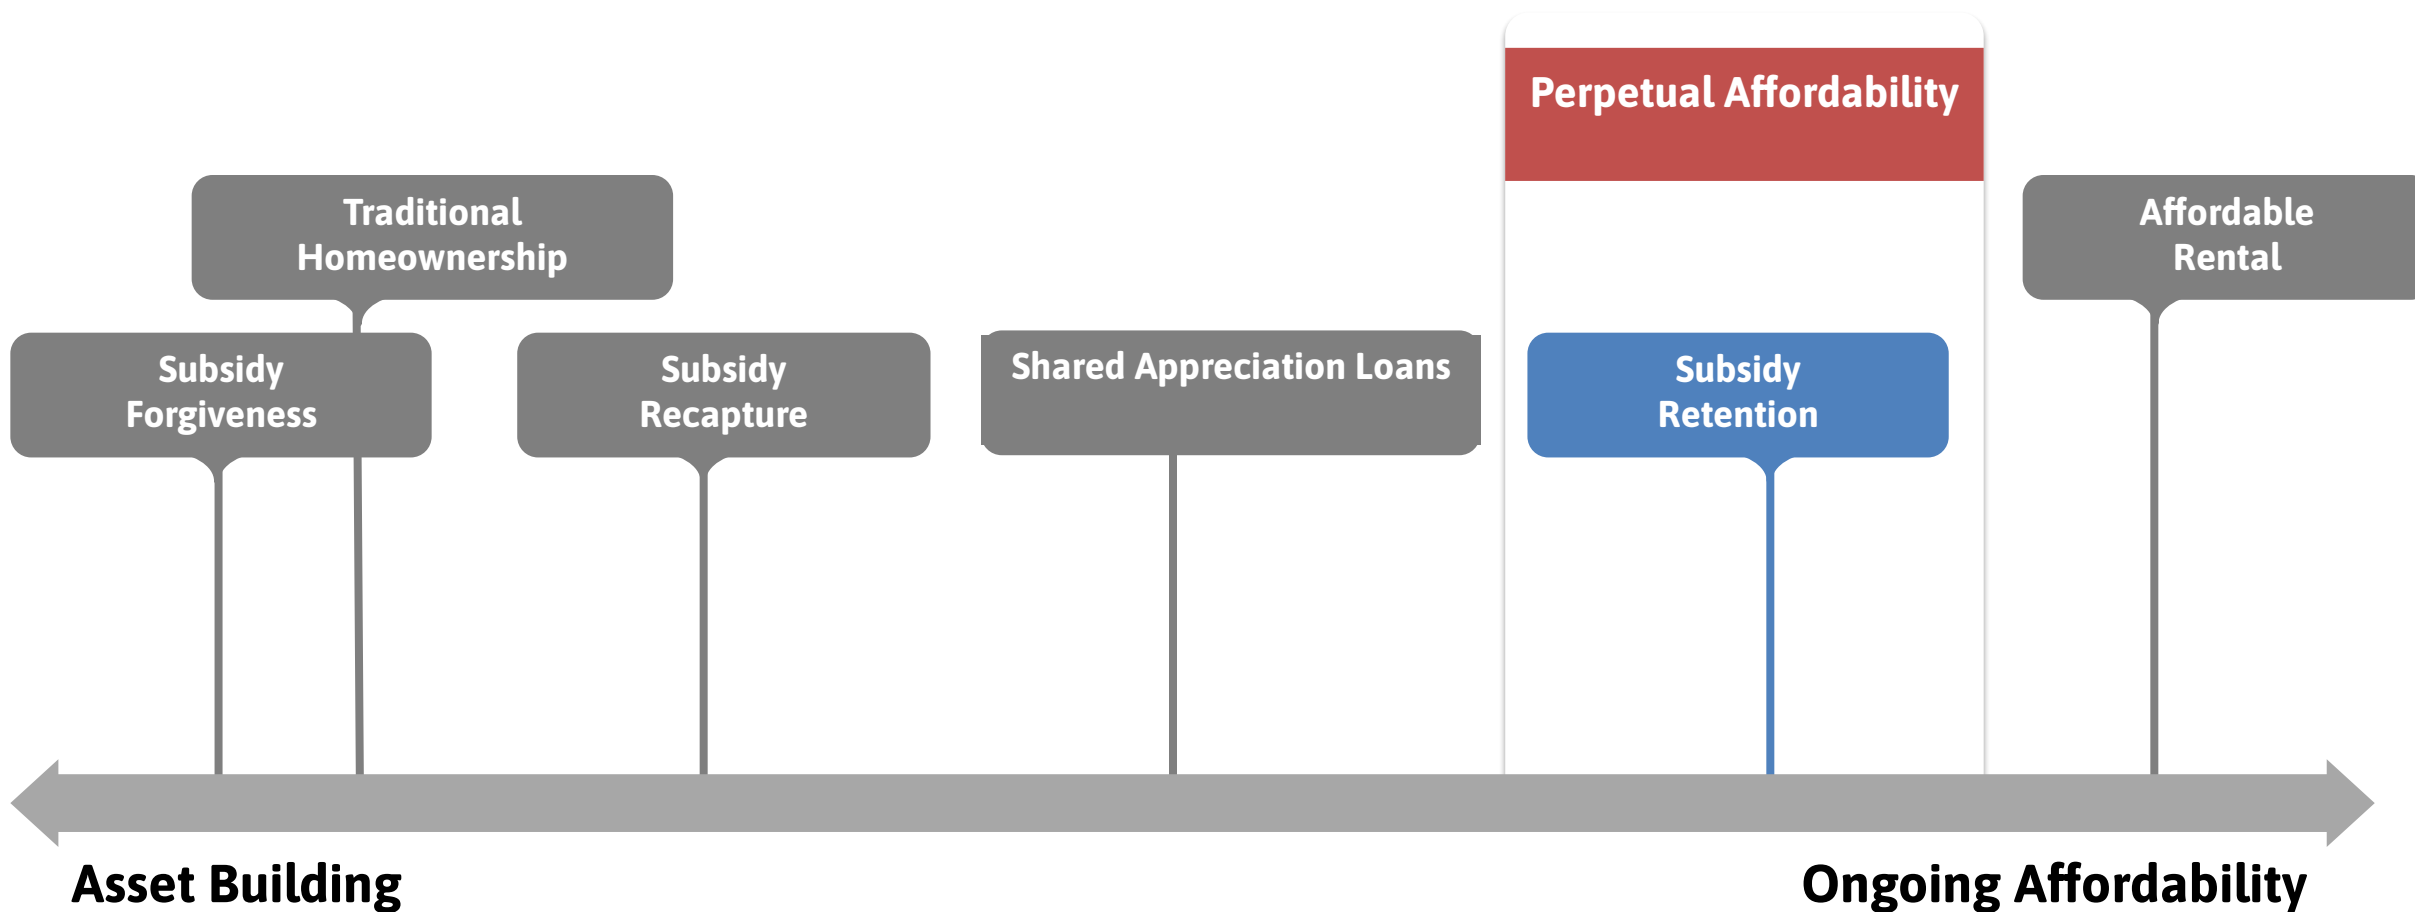 Perpetual Affordability
Traditional
Homeownership
Affordable
Rental
Subsidy
Forgiveness
Subsidy
Recapture
Shared Appreciation Loans
Subsidy
Retention
Asset Building
Ongoing Affordability